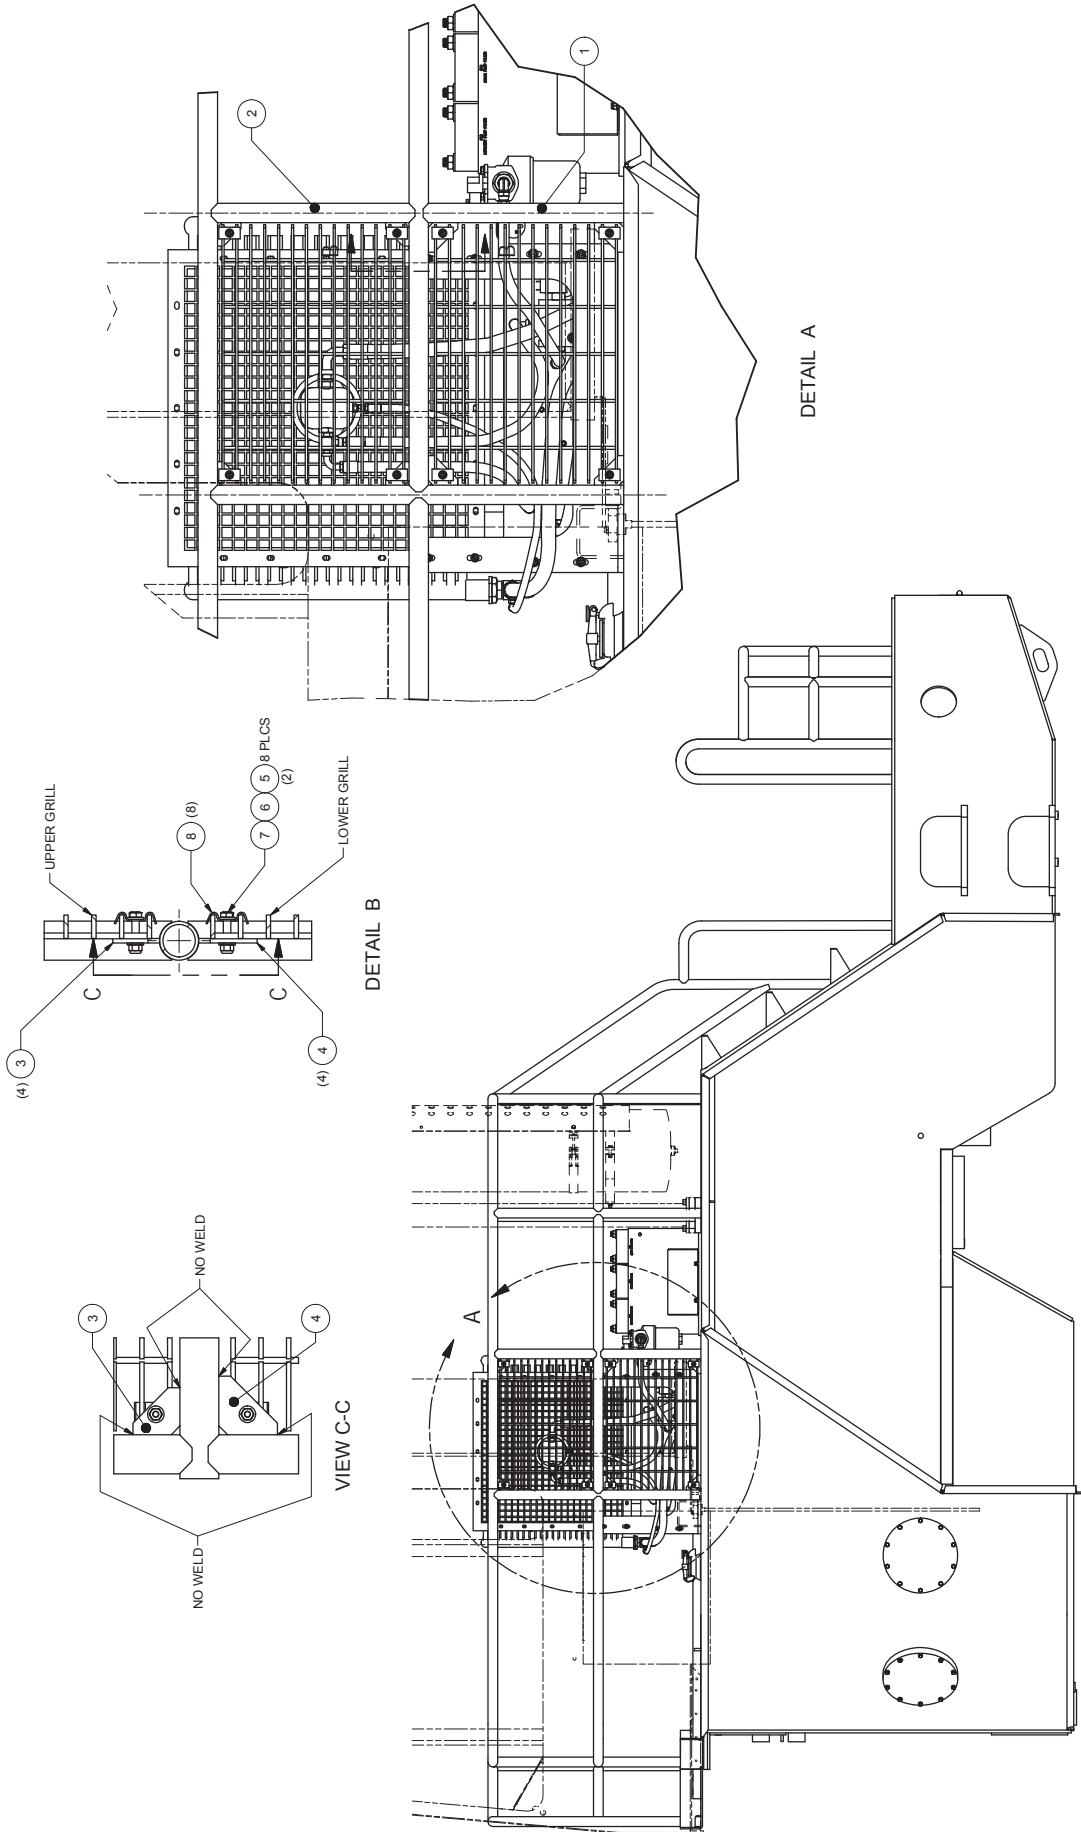 NO WELD
3
NO WELD
4
VIEW C-C
(4) 3
C
UPPER GRILL
8 (8)
7 6 5 8 PLCS
(2)
LOWER GRILL
C
(4) 4
DETAIL B
2
1
B
B
DETAIL A
A